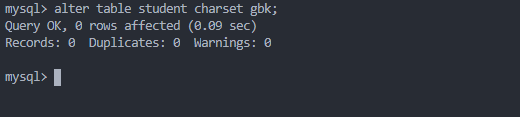 mysql> alter table student charset gbk;
Query OK, 0 rows affected (0.09 sec)
Records: 0  Duplicates: 0  Warnings: 0
mysql>